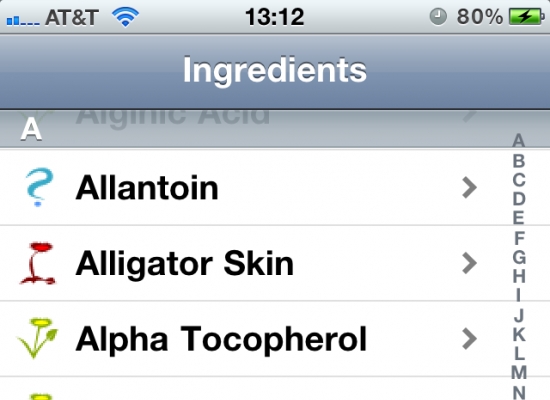 AT&T 13:12 80%
Ingredients
Alginic Acid
A
Allantoin
Alligator Skin
Alpha Tocopherol
A
B
C
D
E
F
G
H
I
J
K
L
M
N